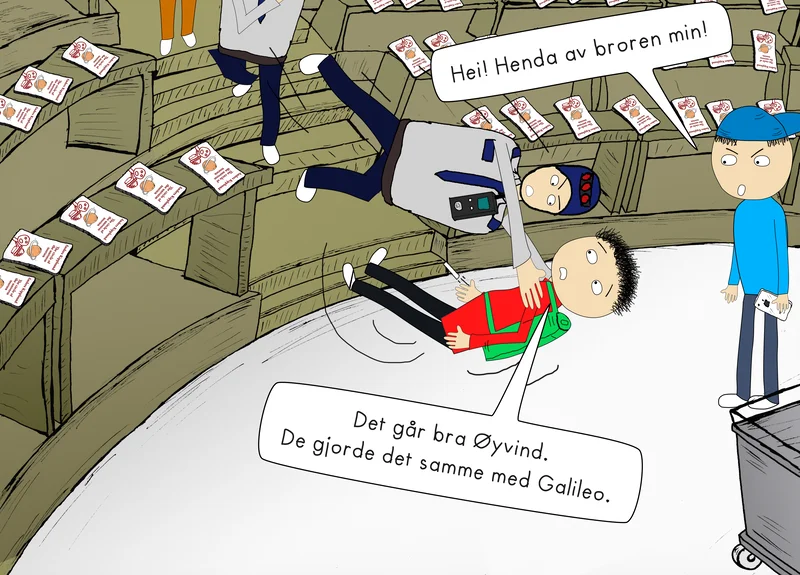 Hei! Henda av broren min!
Det går bra Øyvind.
De gjorde det samme med Galileo.